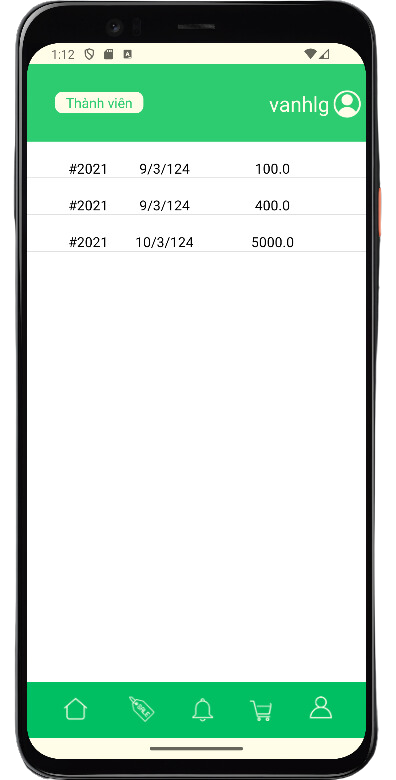 1:12
Thành viên
vanhlg
#2021 9/3/124 100.0
#2021 9/3/124 400.0
#2021 10/3/124 5000.0
SALE